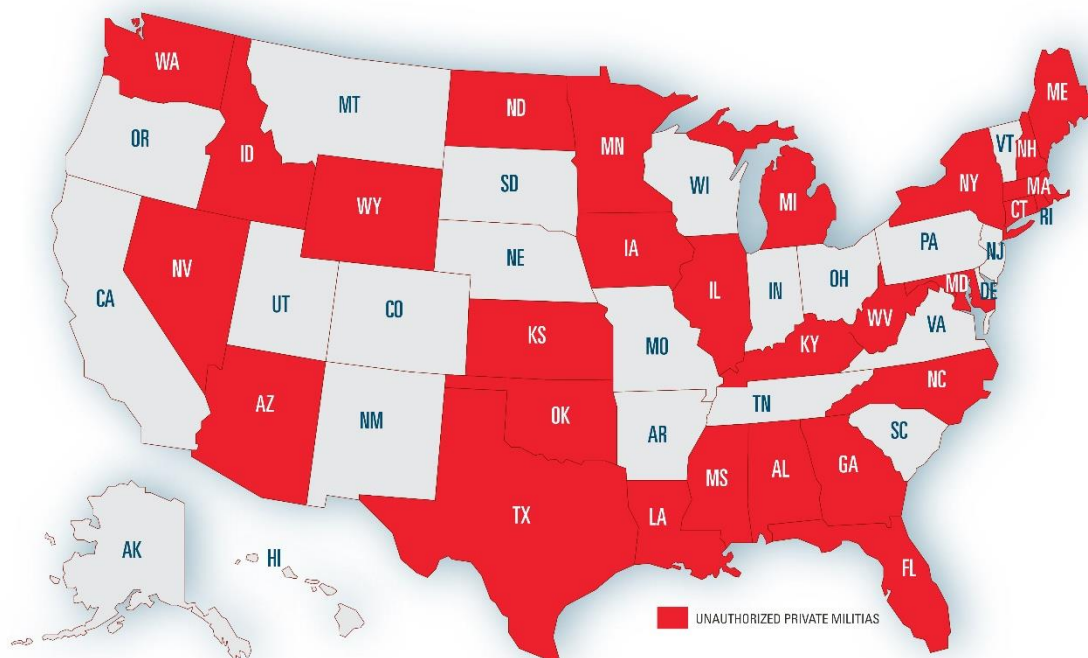 WA
ME
MT
ND
VT
NH
OR
MN
ID
SD
WI
NY
MA
WY
MI
CT
RI
PA
IA
NE
NJ
NV
OH
IL
IN
MD
DE
CA
UT
CO
WV
VA
KS
MO
KY
NC
AZ
OK
TN
NM
AR
SC
MS
AL
GA
TX
LA
AK
HI
FL
UNAUTHORIZED PRIVATE MILITIAS